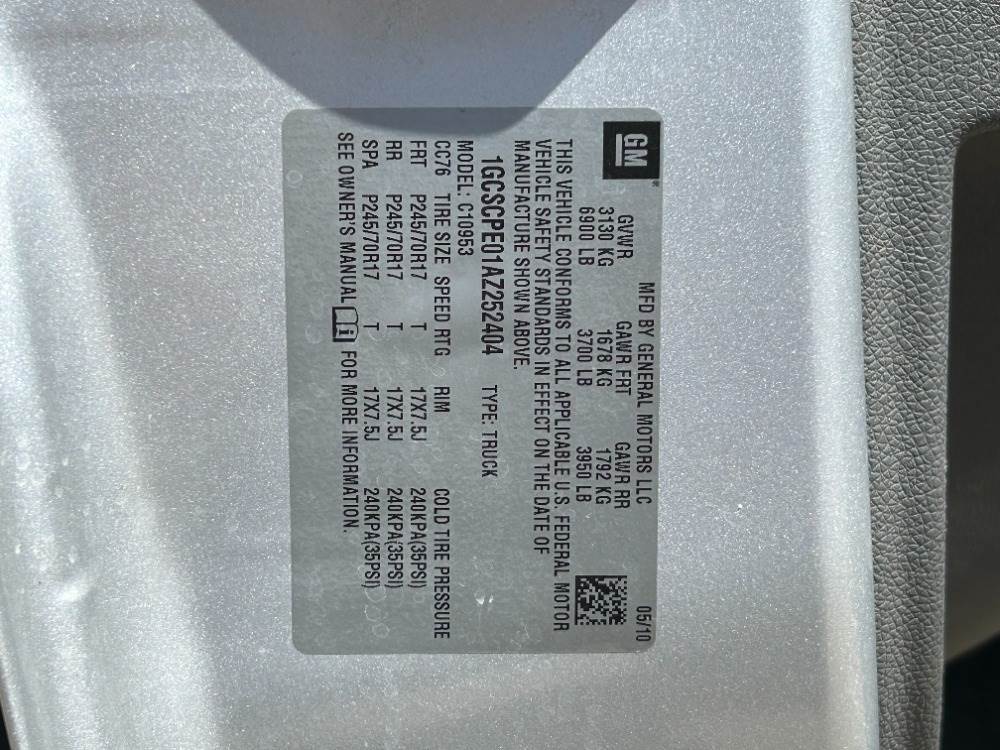 GM
MFD BY GENERAL MOTORS LLC 05/10
GVWR GAWR FRT GAWR RR
3130 KG 1678 KG 1792 KG
6900 LB 3700 LB 3950 LB
THIS VEHICLE CONFORMS TO ALL APPLICABLE U.S. FEDERAL MOTOR
VEHICLE SAFETY STANDARDS IN EFFECT ON THE DATE OF
MANUFACTURE SHOWN ABOVE.
1GCSCPE01AZ252404 TYPE: TRUCK
MODEL: C10953
CC76 TIRE SIZE SPEED RTG RIM COLD TIRE PRESSURE
FRT P245/70R17 T 17X7.5J 240KPA(35PSI)
RR P245/70R17 T 17X7.5J 240KPA(35PSI)
SPA P245/70R17 T 17X7.5J 240KPA(35PSI)
SEE OWNER'S MANUAL i FOR MORE INFORMATION.